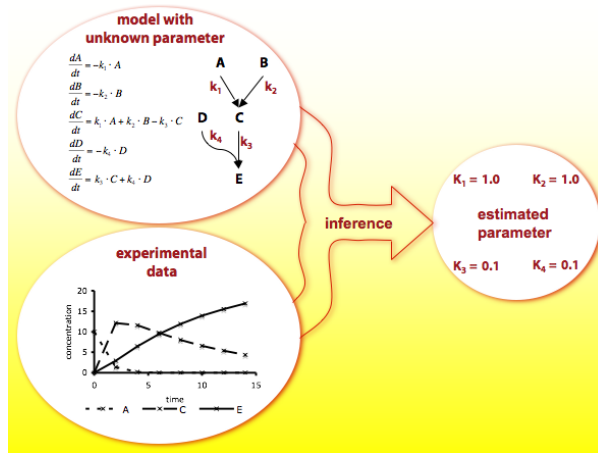 model with
unknown parameter
dA/dt = -k₁ · A
dB/dt = -k₂ · B
dC/dt = k₁ · A + k₂ · B - k₃ · C
dD/dt = -k₄ · D
dE/dt = k₃ · C + k₄ · D
A B
k₁ k₂
D C
k₄ k₃
E
experimental
data
concentration
20
15
10
5
0
0 5 10 15
time
A C E
inference
K₁ = 1.0 K₂ = 1.0
estimated
parameter
K₃ = 0.1 K₄ = 0.1